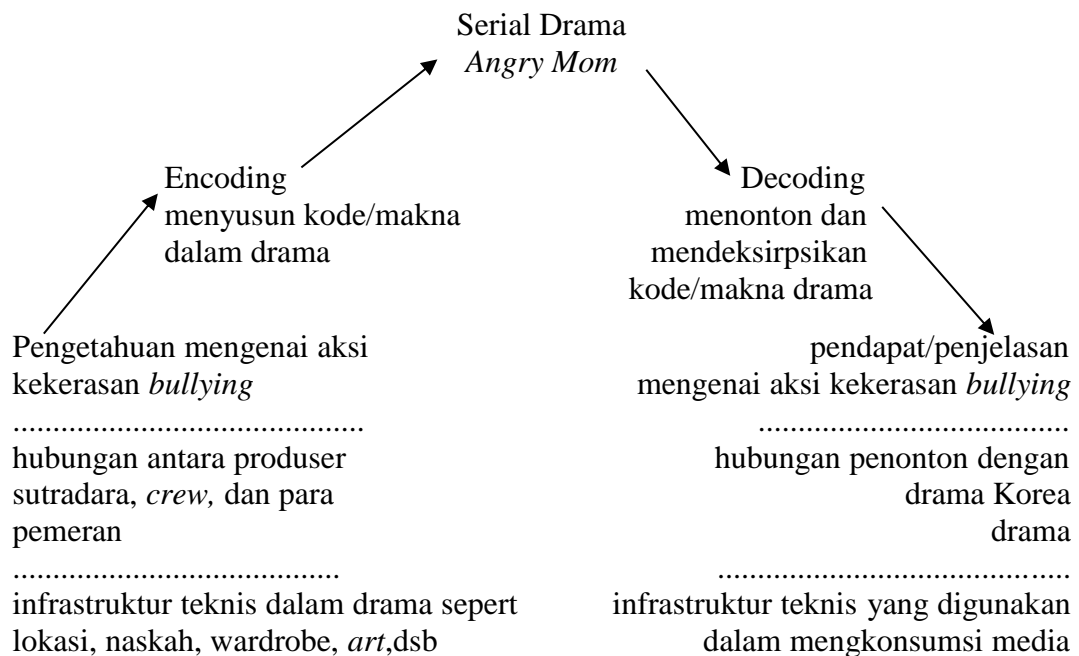 Serial Drama
Angry Mom
Encoding
menyusun kode/makna
dalam drama
Decoding
menonton dan
mendeksirpsikan
kode/makna drama
Pengetahuan mengenai aksi
kekerasan bullying
............................................
hubungan antara produser
sutradara, crew, dan para
pemeran
.........................................
infrastruktur teknis dalam drama sepert
lokasi, naskah, wardrobe, art,dsb
pendapat/penjelasan
mengenai aksi kekerasan bullying
.......................................
hubungan penonton dengan
drama Korea
drama
............................................
infrastruktur teknis yang digunakan
dalam mengkonsumsi media